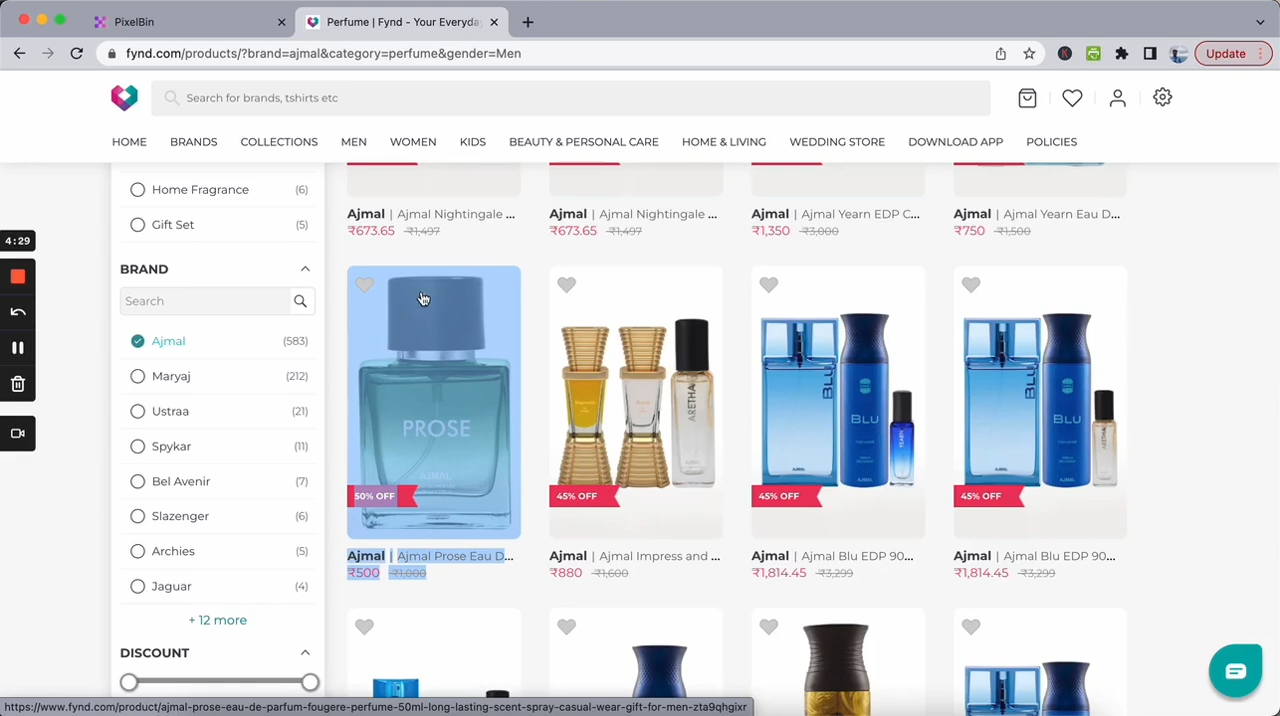 PixelBin
Perfume | Fynd - Your Everyday
fynd.com/products/?brand=ajmal&category=perfume&gender=Men
Update
Search for brands, tshirts etc
HOME BRANDS COLLECTIONS MEN WOMEN KIDS BEAUTY & PERSONAL CARE HOME & LIVING WEDDING STORE DOWNLOAD APP POLICIES
4:29
Home Fragrance (6)
Gift Set (5)
BRAND
Search
Ajmal (583)
Maryaj (212)
Ustraa (21)
Spykar (11)
Bel Avenir (7)
Slazenger (6)
Archies (5)
Jaguar (4)
+ 12 more
DISCOUNT
Ajmal | Ajmal Nightingale ...
₹673.65 ₹1,497
Ajmal | Ajmal Nightingale ...
₹673.65 ₹1,497
Ajmal | Ajmal Yearn EDP C...
₹1,350 ₹3,000
Ajmal | Ajmal Yearn Eau D...
₹750 ₹1,500
PROSE
AJMAL
50% OFF
Ajmal | Ajmal Prose Eau D...
₹500 ₹1,000
ARETHA
45% OFF
Ajmal | Ajmal Impress and ...
₹880 ₹1,600
BLU
BLU
AJMAL
YEARN
45% OFF
Ajmal | Ajmal Blu EDP 90...
₹1,814.45 ₹3,299
BLU
BLU
AJMAL
ARETHA
45% OFF
Ajmal | Ajmal Blu EDP 90...
₹1,814.45 ₹3,299
https://www.fynd.com/product/ajmal-prose-eau-de-parfum-fougere-perfume-50ml-long-lasting-scent-spray-casual-wear-gift-for-men-zta9qhgixr